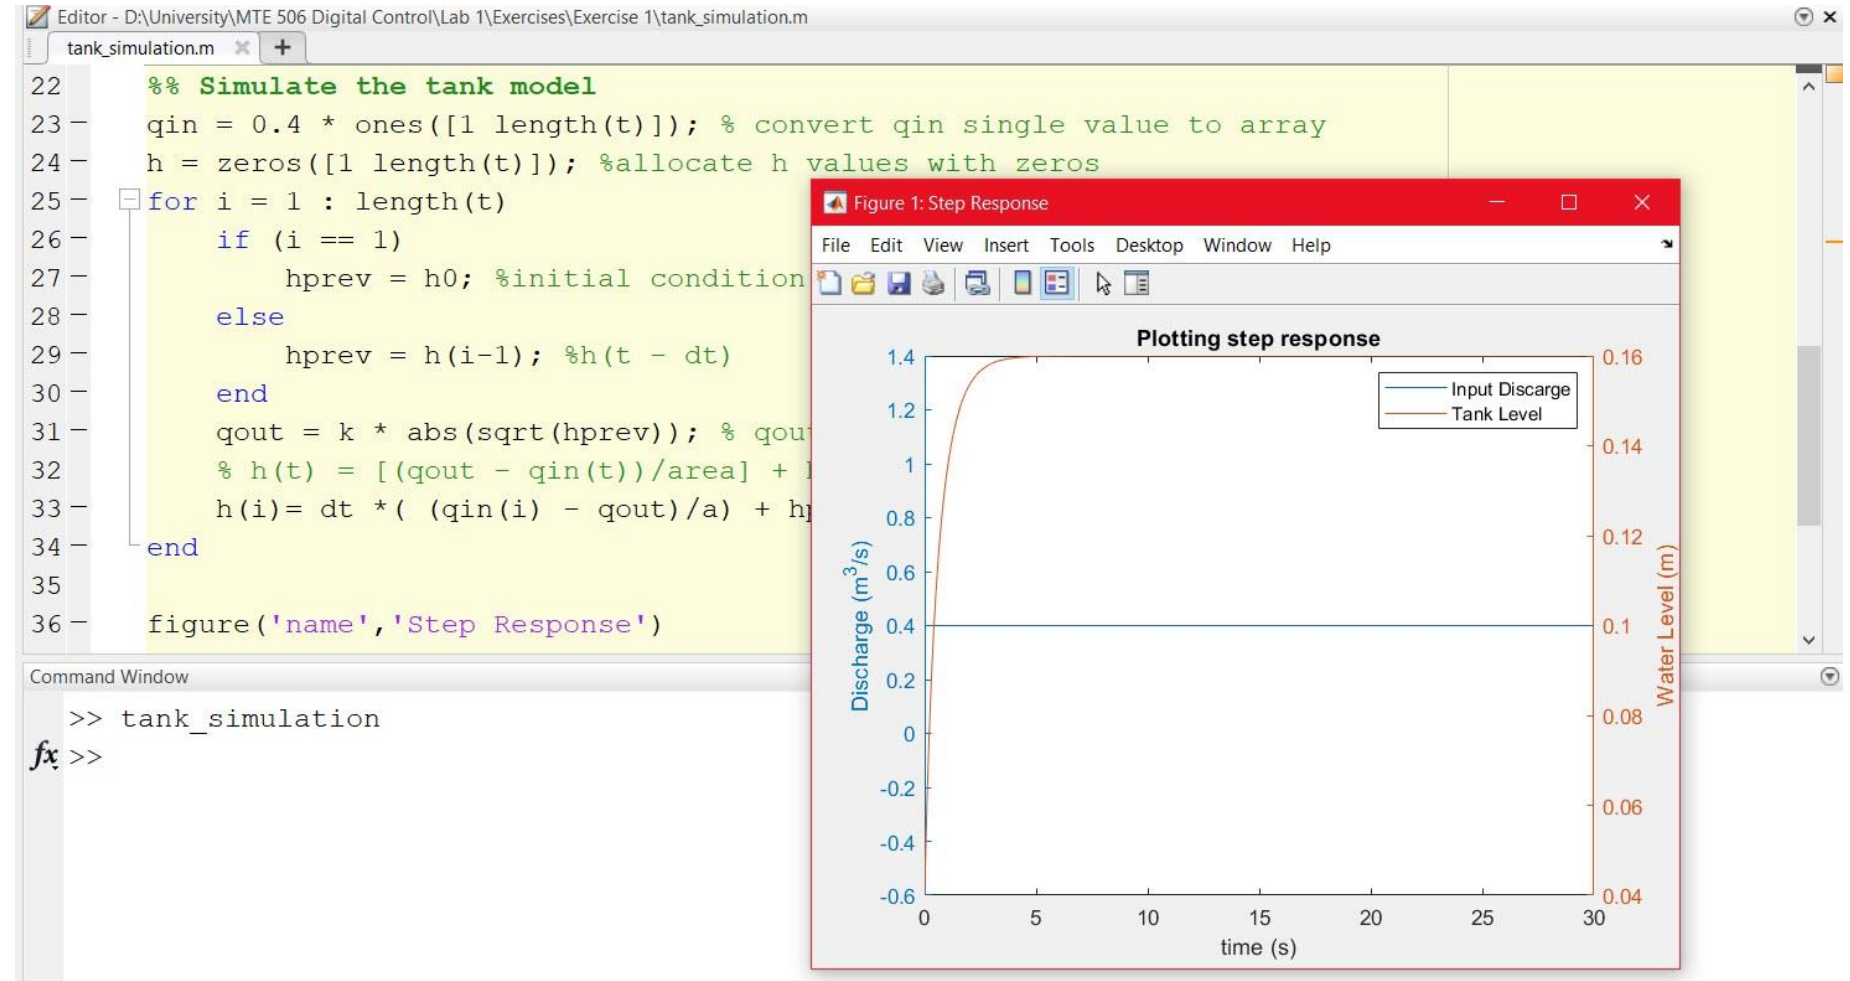 Editor - D:\University\MTE 506 Digital Control\Lab 1\Exercises\Exercise 1\tank_simulation.m
tank_simulation.m
22 %% Simulate the tank model
23 qin = 0.4 * ones([1 length(t)]); % convert qin single value to array
24 h = zeros([1 length(t)]); %allocate h values with zeros
25 for i = 1 : length(t)
26 if (i == 1)
27 hprev = h0; %initial condition
28 else
29 hprev = h(i-1); %h(t - dt)
30 end
31 qout = k * abs(sqrt(hprev)); % qou
32 % h(t) = [(qout - qin(t))/area] +
33 h(i)= dt *( (qin(i) - qout)/a) + h
34 end
35
36 figure('name','Step Response')
Command Window
>> tank_simulation
fx >>
Figure 1: Step Response
File Edit View Insert Tools Desktop Window Help
Plotting step response
Input Discarge
Tank Level
Discharge (m3/s)
1.4
1.2
1
0.8
0.6
0.4
0.2
0
-0.2
-0.4
-0.6
Water Level (m)
0.16
0.14
0.12
0.1
0.08
0.06
0.04
0 5 10 15 20 25 30
time (s)